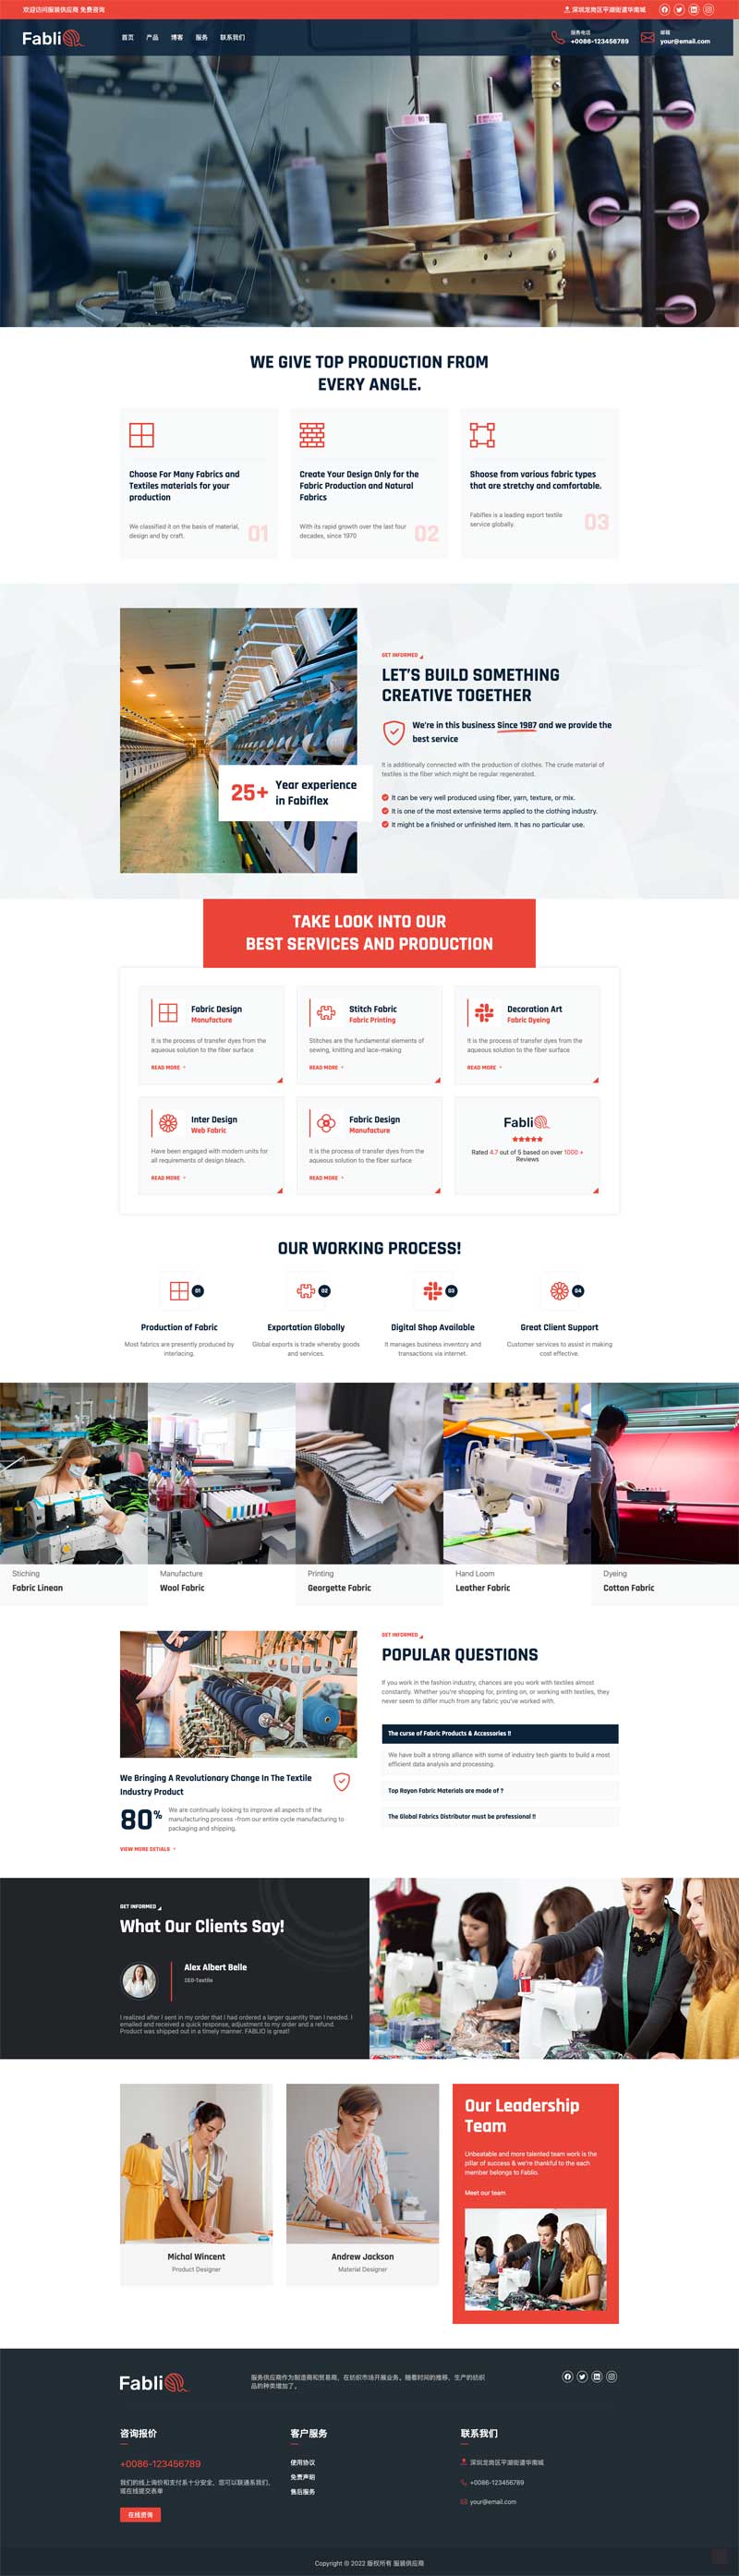 欢迎访问服装供应商 免费咨询
深圳龙岗区平湖街道华南城
Fabli
首页 产品 博客 服务 联系我们
服务电话
+0086-123456789
邮箱
your@email.com
WE GIVE TOP PRODUCTION FROM
EVERY ANGLE.
Choose For Many Fabrics and
Textiles materials for your
production
We classified it on the basis of material,
design and by craft.
01
Create Your Design Only for the
Fabric Production and Natural
Fabrics
With its rapid growth over the last four
decades, since 1970
02
Shoose from various fabric types
that are stretchy and comfortable.
Fabiflex is a leading export textile
service globally.
03
25+
Year experience
in Fabiflex
GET INFORMED
LET'S BUILD SOMETHING
CREATIVE TOGETHER
We're in this business Since 1987 and we provide the
best service
It is additionally connected with the production of clothes. The crude material of
textiles is the fiber which might be regular regenerated.
It can be very well produced using fiber, yarn, texture, or mix.
It is one of the most extensive terms applied to the clothing industry.
It might be a finished or unfinished item. It has no particular use.
TAKE LOOK INTO OUR
BEST SERVICES AND PRODUCTION
Fabric Design
Manufacture
It is the process of transfer dyes from the
aqueous solution to the fiber surface
READ MORE +
Stitch Fabric
Fabric Printing
Stitches are the fundamental elements of
sewing, knitting and lace-making
READ MORE +
Decoration Art
Fabric Dyeing
It is the process of transfer dyes from the
aqueous solution to the fiber surface
READ MORE +
Inter Design
Web Fabric
Have been engaged with modern units for
all requirements of design bleach.
READ MORE +
Fabric Design
Manufacture
It is the process of transfer dyes from the
aqueous solution to the fiber surface
READ MORE +
Fabli
Rated 4.7 out of 5 based on over 1000 +
Reviews
OUR WORKING PROCESS!
01
Production of Fabric
Most fabrics are presently produced by
interlacing.
02
Exportation Globally
Global exports is trade whereby goods
and services.
03
Digital Shop Available
It manages business inventory and
transactions via internet.
04
Great Client Support
Customer services to assist in making
cost effective.
Stiching
Fabric Linean
Manufacture
Wool Fabric
Printing
Georgette Fabric
Hand Loom
Leather Fabric
Dyeing
Cotton Fabric
We Bringing A Revolutionary Change In The Textile
Industry Product
80%
We are continually looking to improve all aspects of the
manufacturing process -from our entire cycle manufacturing to
packaging and shipping.
VIEW MORE DETIALS +
GET INFORMED
POPULAR QUESTIONS
If you work in the fashion industry, chances are you work with textiles almost
constantly. Whether you're shopping for, printing on, or working with textiles, they
never seem to differ much from any fabric you've worked with.
The curse of Fabric Products & Accessories !!
We have built a strong alliance with some of industry tech giants to build a most
efficient data analysis and processing.
Top Rayon Fabric Materials are made of ?
The Global Fabrics Distributor must be professional !!
GET INFORMED
What Our Clients Say!
Alex Albert Belle
CEO-Textile
I realized after I sent in my order that I had ordered a larger quantity than I needed. I
emailed and received a quick response, adjustment to my order and a refund.
Product was shipped out in a timely manner. FABLIO is great!
Michal Wincent
Product Designer
Andrew Jackson
Material Designer
Our Leadership
Team
Unbeatable and more talented team work is the
pillar of success & we're thankful to the each
member belongs to Fablio.
Meet our team
Fabli
服务供应商作为制造商和贸易商，在纺织市场开展业务。随着时间的推移，生产的纺织
品的种类增加了。
咨询报价
+0086-123456789
我们的线上询价和支付系十分安全，您可以联通系我们，
或在线提交表单
在线咨询
客户服务
使用协议
免责声明
售后服务
联系我们
深圳龙岗区平湖街道华南城
+0086-123456789
your@email.com
Copyright © 2022 版权所有 服装供应商